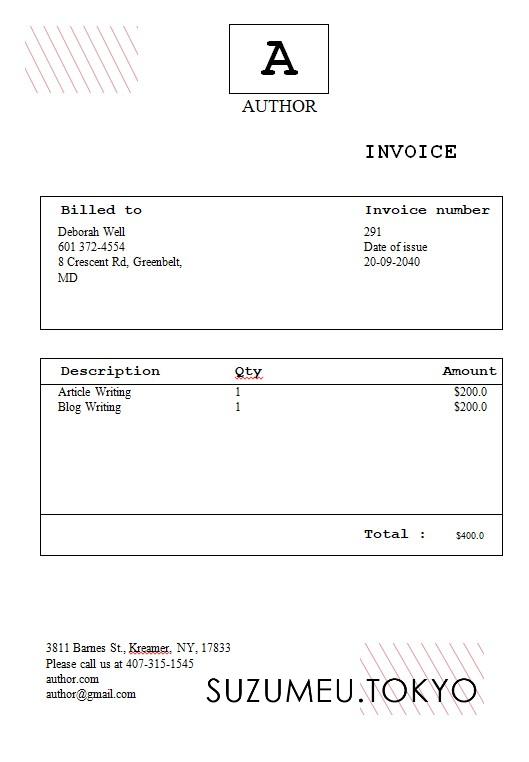 A
AUTHOR
INVOICE
Billed to
Invoice number
Deborah Well
291
601 372-4554
Date of issue
8 Crescent Rd, Greenbelt,
20-09-2040
MD
Description Qty Amount
Article Writing 1 $200.0
Blog Writing 1 $200.0
Total : $400.0
3811 Barnes St., Kreamer, NY, 17833
Please call us at 407-315-1545
author.com
author@gmail.com
SUZUMEU.TOKYO